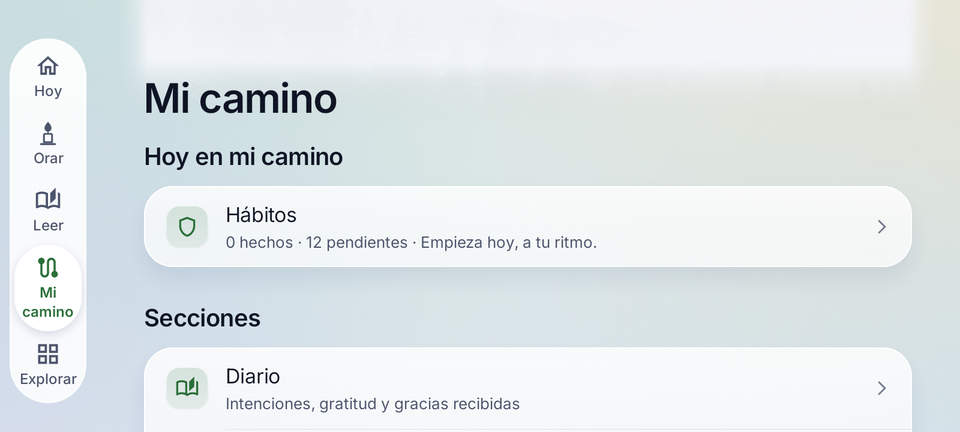 Hoy
Orar
Leer
Mi
camino
Explorar
Mi camino
Hoy en mi camino
Hábitos
0 hechos · 12 pendientes · Empieza hoy, a tu ritmo.
Secciones
Diario
Intenciones, gratitud y gracias recibidas